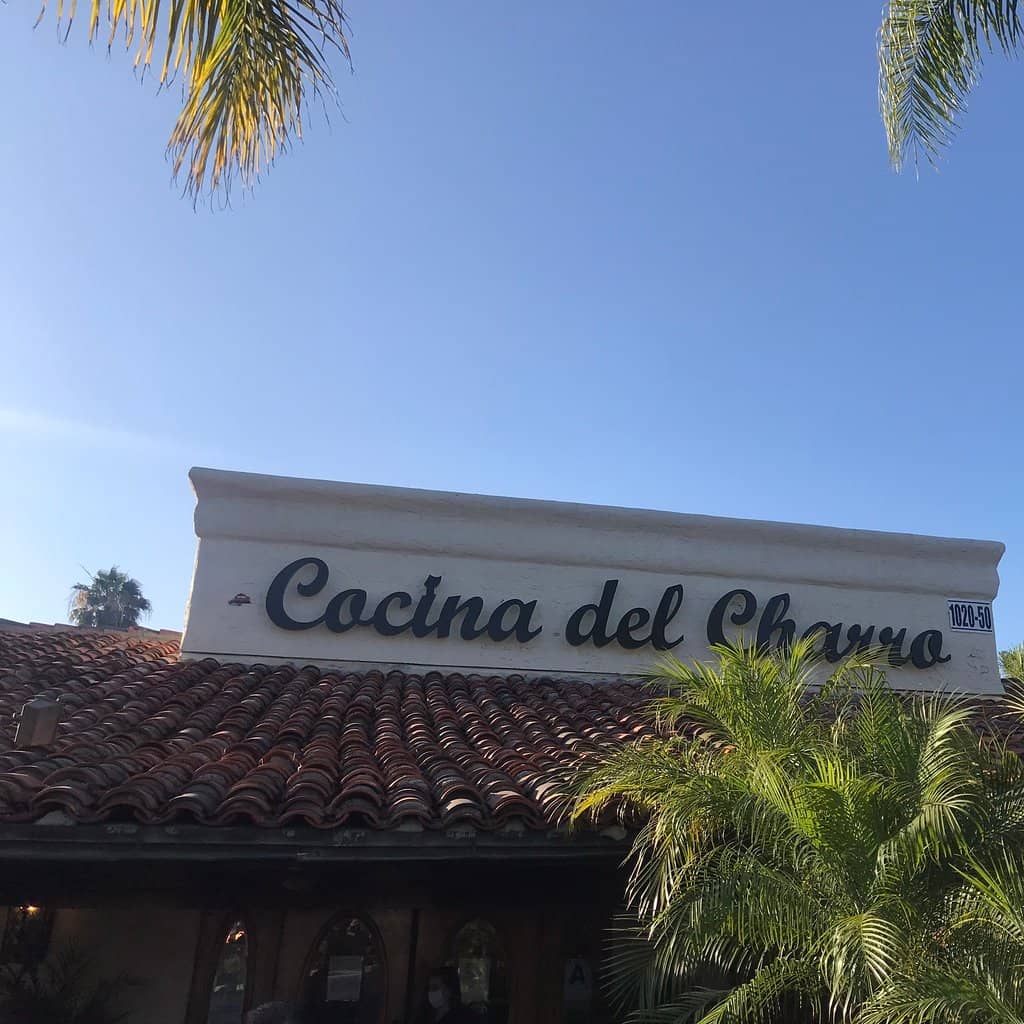 Cocina del Charro
1020-50
A